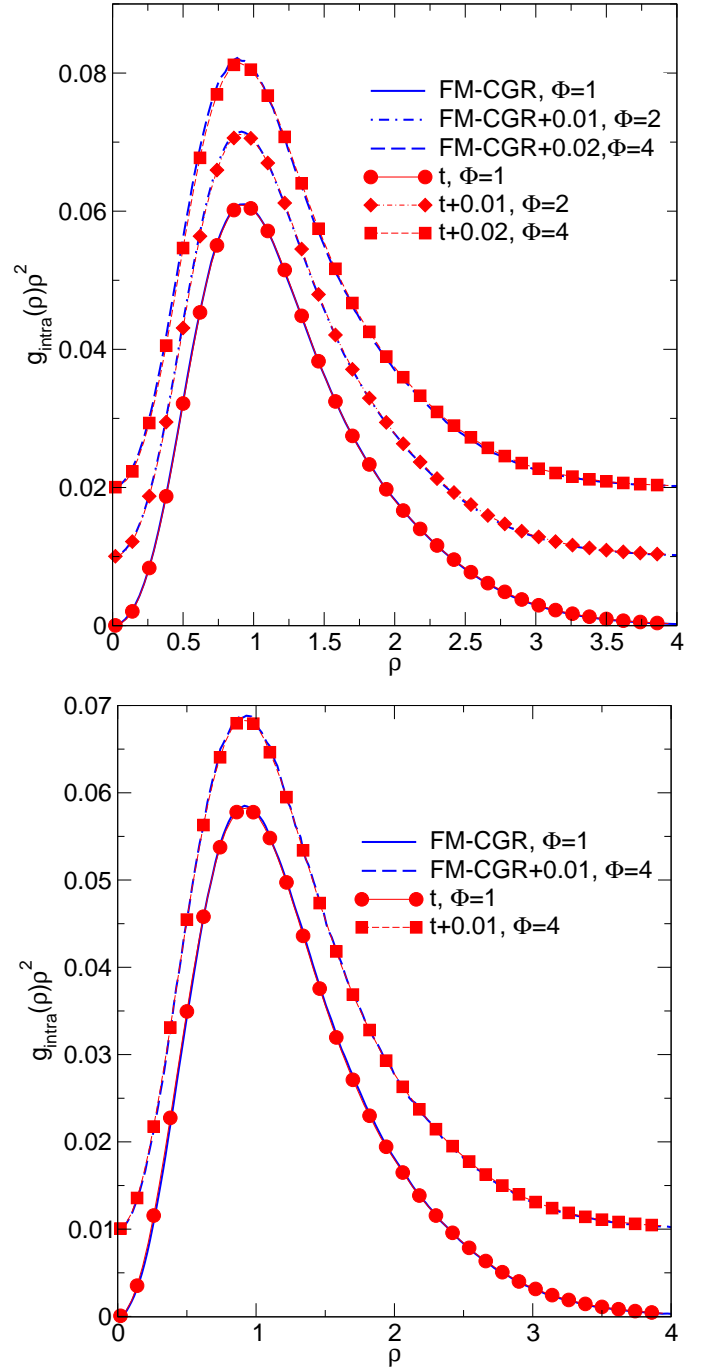 0.08
0.06
0.04
0.02
0
g_intra(ρ)ρ²
FM-CGR, Φ=1
FM-CGR+0.01, Φ=2
FM-CGR+0.02,Φ=4
t, Φ=1
t+0.01, Φ=2
t+0.02, Φ=4
0 0.5 1 1.5 2 2.5 3 3.5 4
ρ
0.07
0.06
0.05
0.04
0.03
0.02
0.01
0
g_intra(ρ)ρ²
FM-CGR, Φ=1
FM-CGR+0.01, Φ=4
t, Φ=1
t+0.01, Φ=4
0 1 2 3 4
ρ